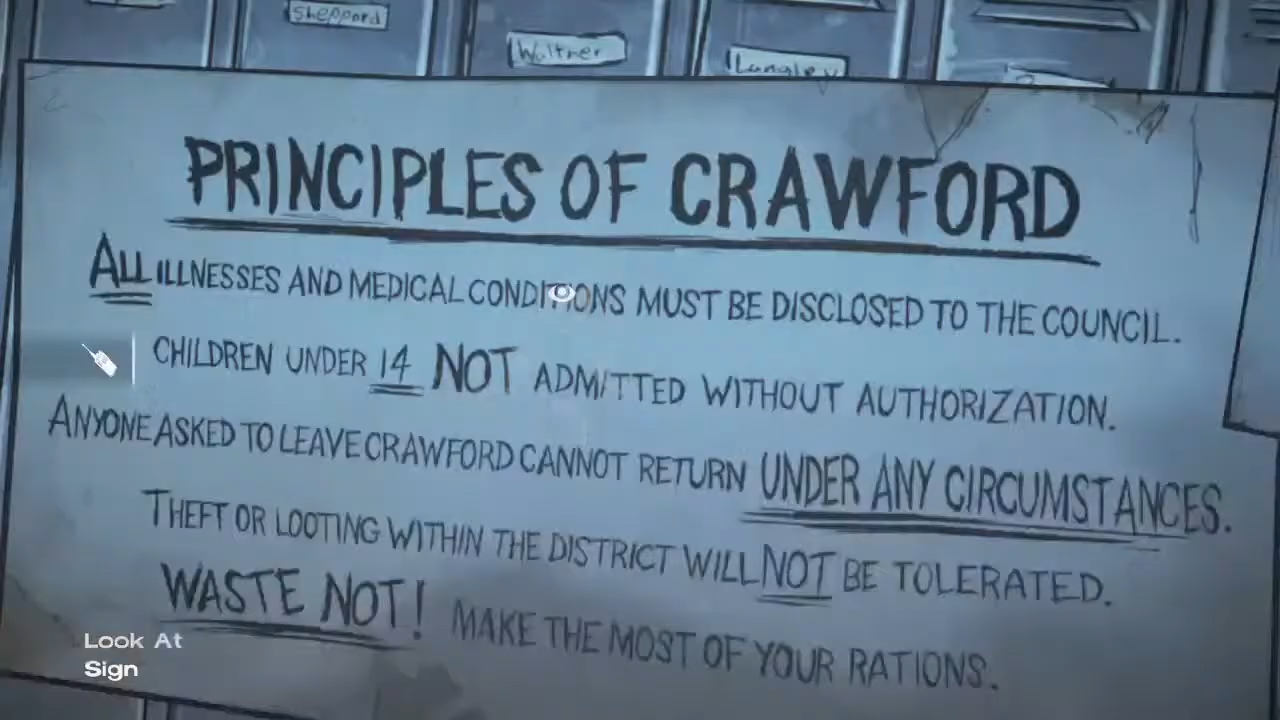 Sheppard
Woltner
Langley
PRINCIPLES OF CRAWFORD
ALL ILLNESSES AND MEDICAL CONDITIONS MUST BE DISCLOSED TO THE COUNCIL.
CHILDREN UNDER 14 NOT ADMITTED WITHOUT AUTHORIZATION.
ANYONE ASKED TO LEAVE CRAWFORD CANNOT RETURN UNDER ANY CIRCUMSTANCES.
THEFT OR LOOTING WITHIN THE DISTRICT WILL NOT BE TOLERATED.
WASTE NOT! MAKE THE MOST OF YOUR RATIONS.
Look At
Sign